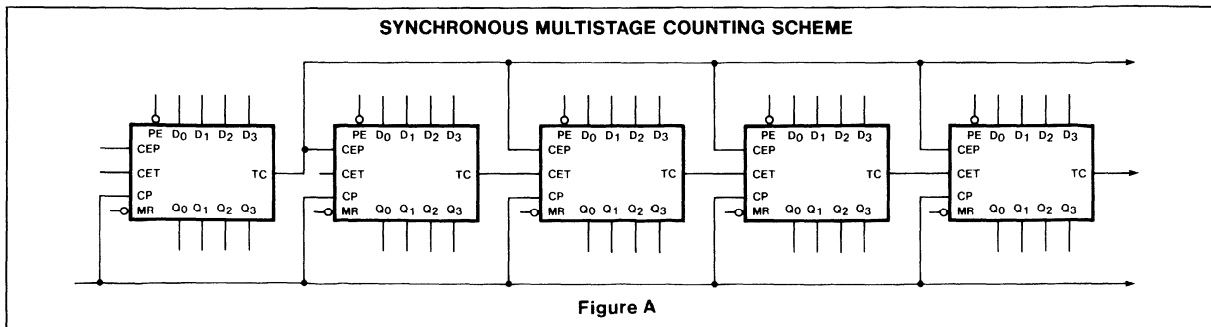 SYNCHRONOUS MULTISTAGE COUNTING SCHEME
PE D0 D1 D2 D3
CEP
CET TC
CP
MR Q0 Q1 Q2 Q3
PE D0 D1 D2 D3
CEP
CET TC
CP
MR Q0 Q1 Q2 Q3
PE D0 D1 D2 D3
CEP
CET TC
CP
MR Q0 Q1 Q2 Q3
PE D0 D1 D2 D3
CEP
CET TC
CP
MR Q0 Q1 Q2 Q3
PE D0 D1 D2 D3
CEP
CET TC
CP
MR Q0 Q1 Q2 Q3
Figure A